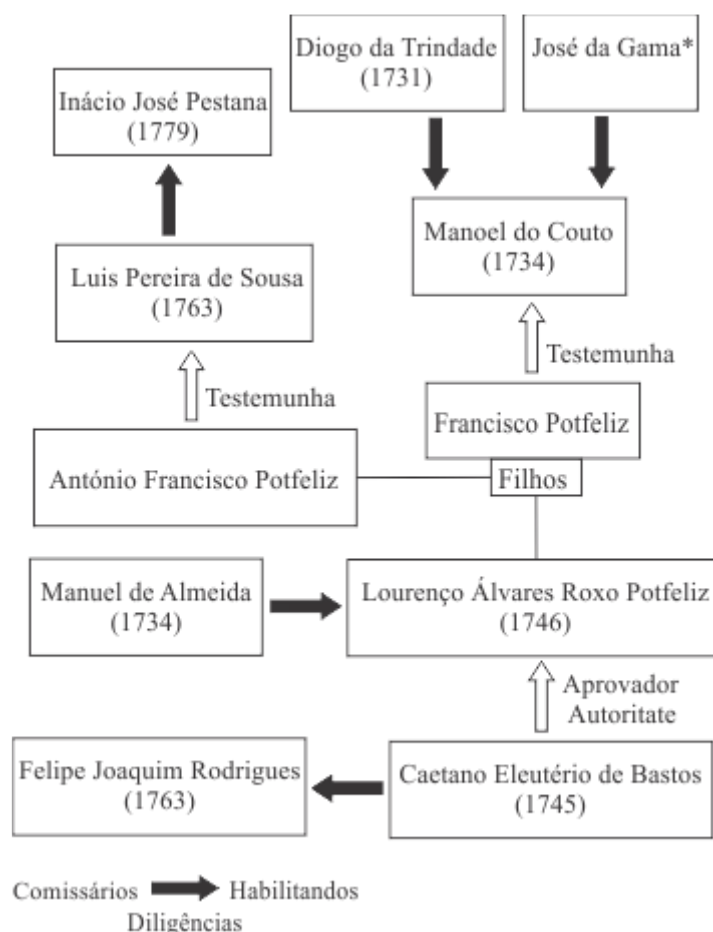 Diogo da Trindade
(1731)
José da Gama*
Inácio José Pestana
(1779)
Manoel do Couto
(1734)
Luis Pereira de Sousa
(1763)
Testemunha
Testemunha
Francisco Potfeliz
António Francisco Potfeliz
Filhos
Manuel de Almeida
(1734)
Lourenço Álvares Roxo Potfeliz
(1746)
Aprovador
Autoritate
Felipe Joaquim Rodrigues
(1763)
Caetano Eleutério de Bastos
(1745)
Comissários Habilitandos
Diligências